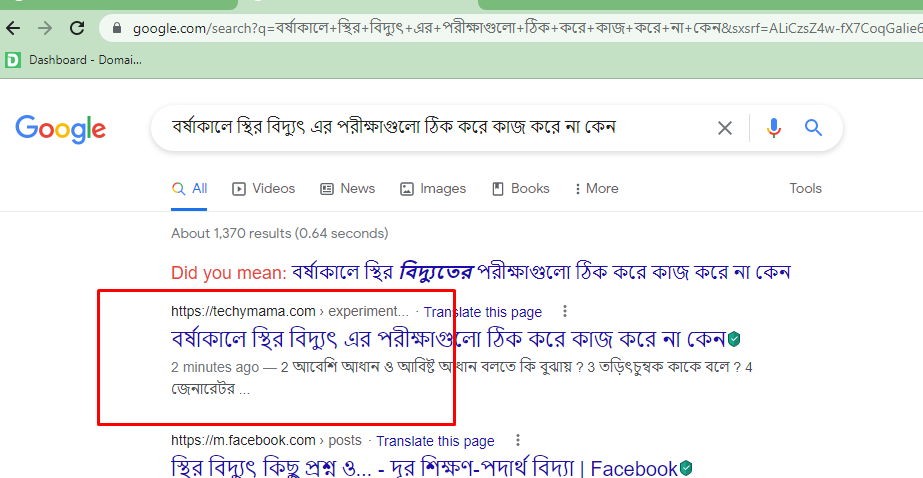 google.com/search?q=বর্ষাকালে+স্থির+বিদ্যুৎ+এর+পরীক্ষাগুলো+ঠিক+করে+কাজ+করে+না+কেন&sxsrf=ALiCzsZ4w-fX7CoqGalie6
Dashboard - Domai...
Google
বর্ষাকালে স্থির বিদ্যুৎ এর পরীক্ষাগুলো ঠিক করে কাজ করে না কেন
All Videos News Images Books More Tools
About 1,370 results (0.64 seconds)
Did you mean: বর্ষাকালে স্থির বিদ্যুতের পরীক্ষাগুলো ঠিক করে কাজ করে না কেন
https://techymama.com › experiment... · Translate this page
বর্ষাকালে স্থির বিদ্যুৎ এর পরীক্ষাগুলো ঠিক করে কাজ করে না কেন
2 minutes ago — 2 আবেশি আধান ও আবিষ্ট আধান বলতে কি বুঝায় ? 3 তড়িৎচুম্বক কাকে বলে ? 4
জেনারেটর ...
https://m.facebook.com › posts · Translate this page
স্থির বিদ্যুৎ কিছু প্রশ্ন ও... - দূর শিক্ষণ-পদার্থ বিদ্যা | Facebook